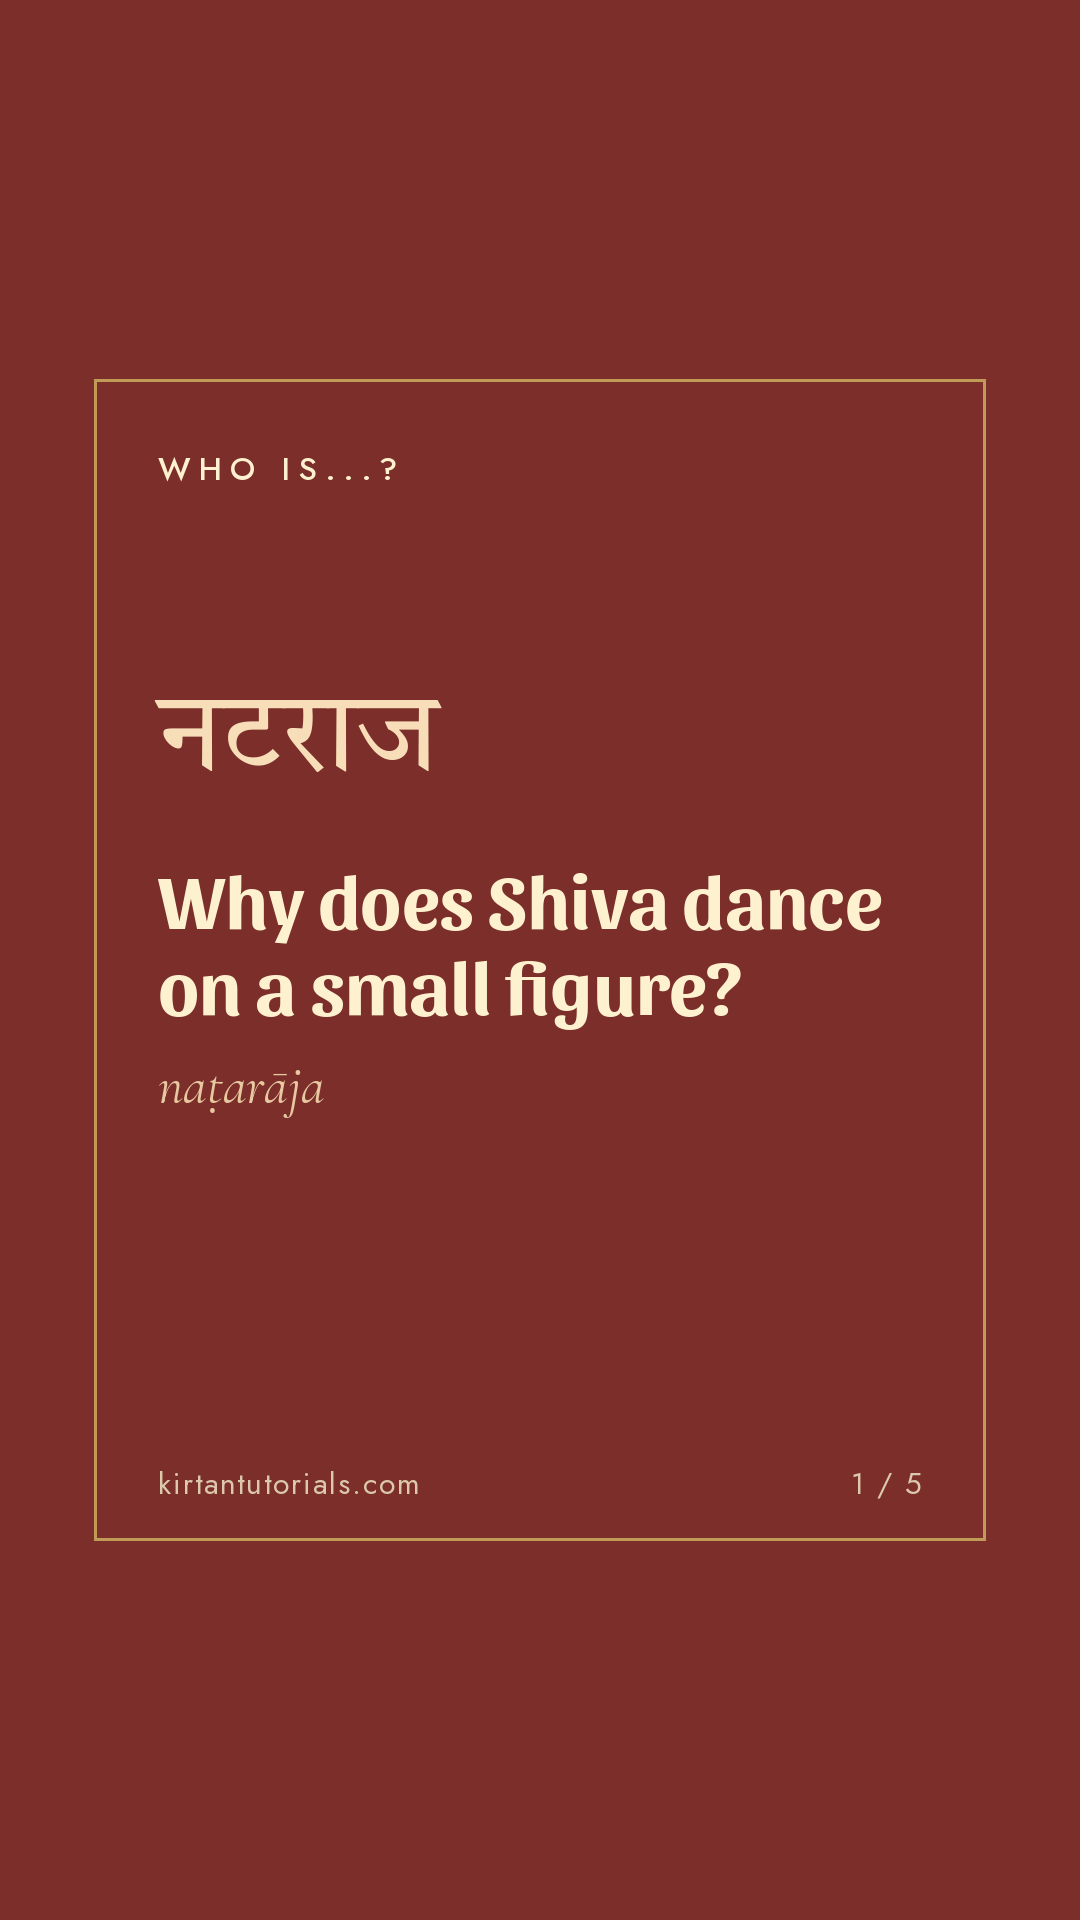 WHO IS...?
नटराज
Why does Shiva dance
on a small figure?
naṭarāja
kirtantutorials.com
1 / 5